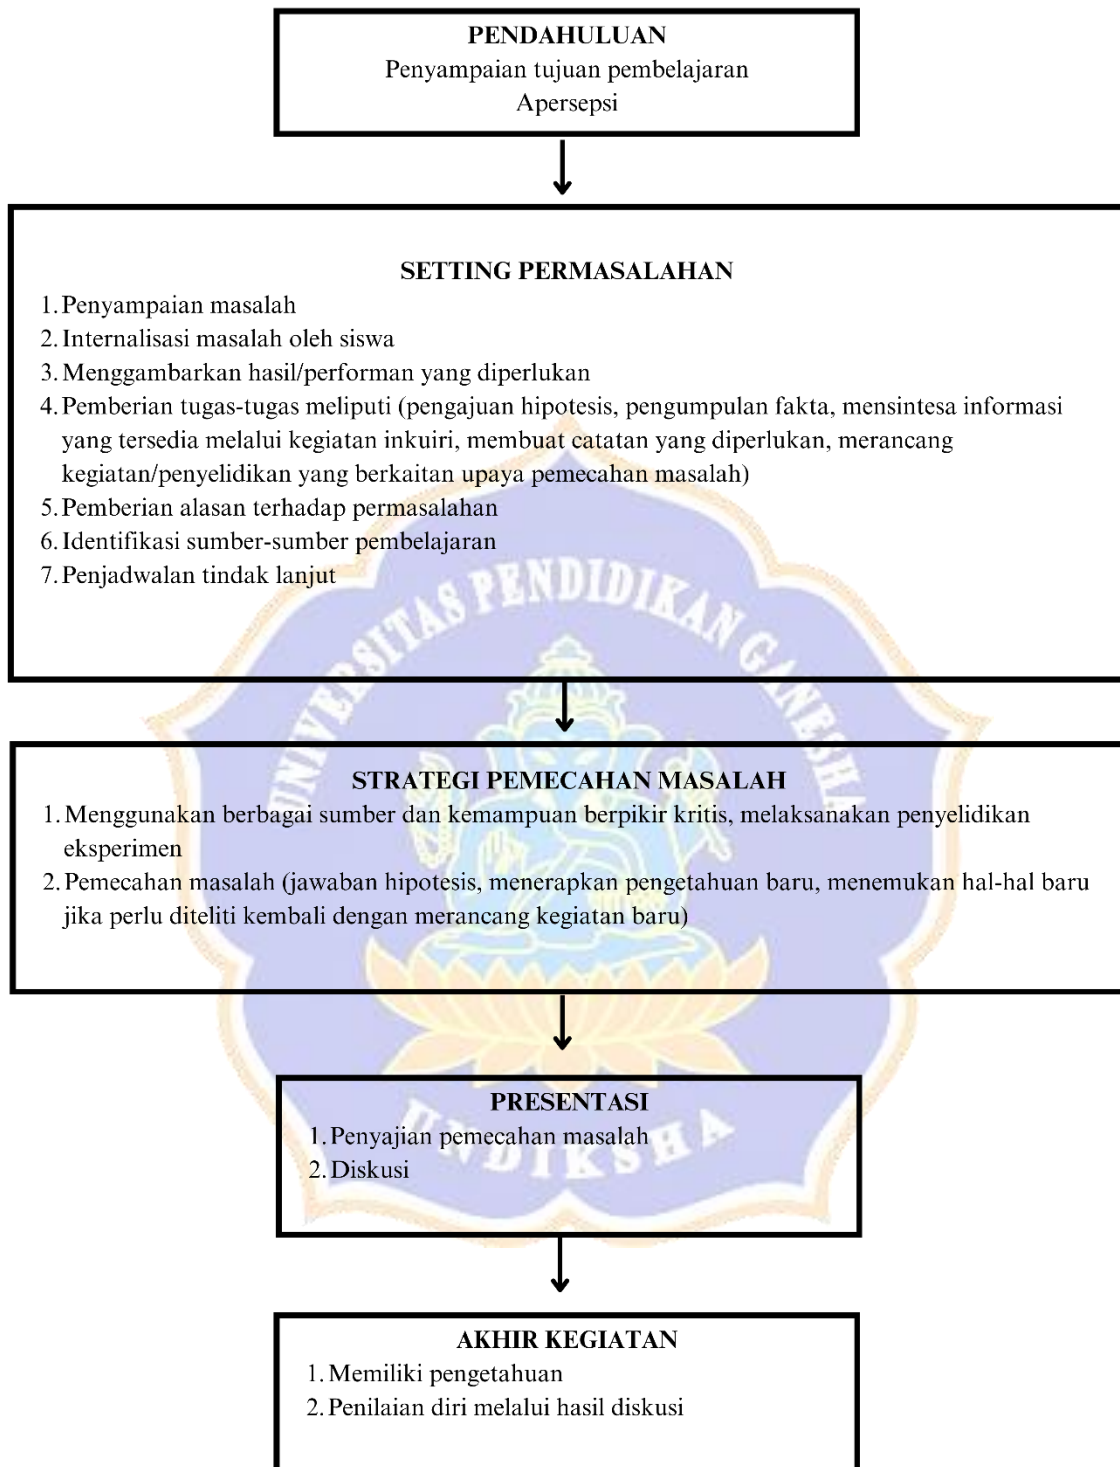 PENDAHULUAN
Penyampaian tujuan pembelajaran
Apersepsi
SETTING PERMASALAHAN
1. Penyampaian masalah
2. Internalisasi masalah oleh siswa
3. Menggambarkan hasil/performan yang diperlukan
4. Pemberian tugas-tugas meliputi (pengajuan hipotesis, pengumpulan fakta, mensintesa informasi
yang tersedia melalui kegiatan inkuiri, membuat catatan yang diperlukan, merancang
kegiatan/penyelidikan yang berkaitan upaya pemecahan masalah)
5. Pemberian alasan terhadap permasalahan
6. Identifikasi sumber-sumber pembelajaran
7. Penjadwalan tindak lanjut
UNIVERSITAS PENDIDIKAN GANESHA
STRATEGI PEMECAHAN MASALAH
1. Menggunakan berbagai sumber dan kemampuan berpikir kritis, melaksanakan penyelidikan
eksperimen
2. Pemecahan masalah (jawaban hipotesis, menerapkan pengetahuan baru, menemukan hal-hal baru
jika perlu diteliti kembali dengan merancang kegiatan baru)
PRESENTASI
1. Penyajian pemecahan masalah
2. Diskusi
UNDIKSHA
AKHIR KEGIATAN
1. Memiliki pengetahuan
2. Penilaian diri melalui hasil diskusi